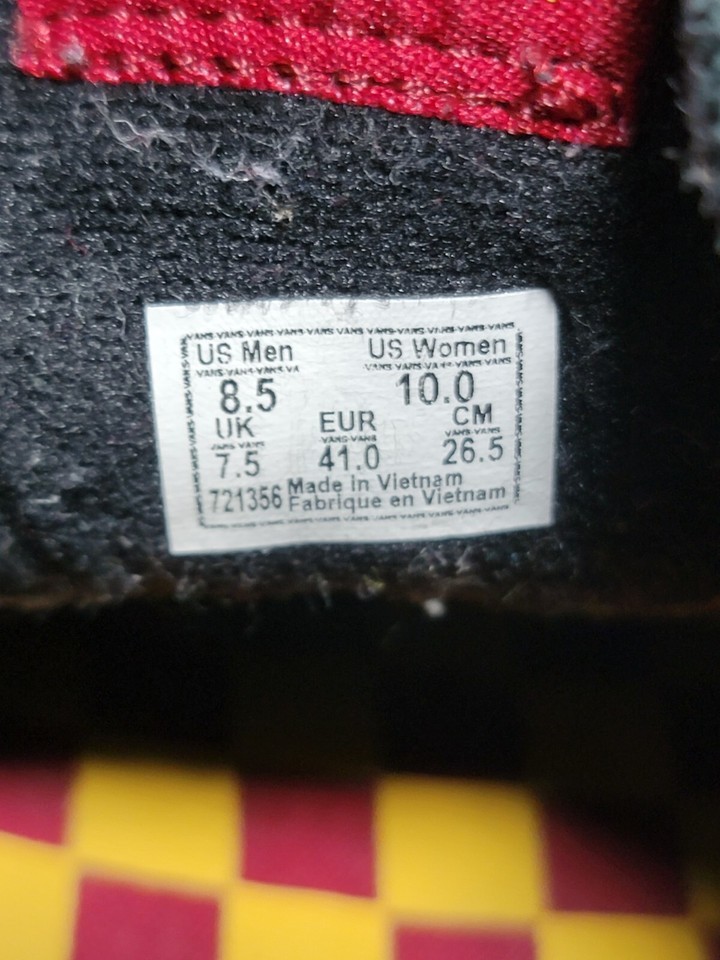 US Men US Women
8.5 10.0
UK EUR CM
7.5 41.0 26.5
721356 Made in Vietnam
Fabrique en Vietnam